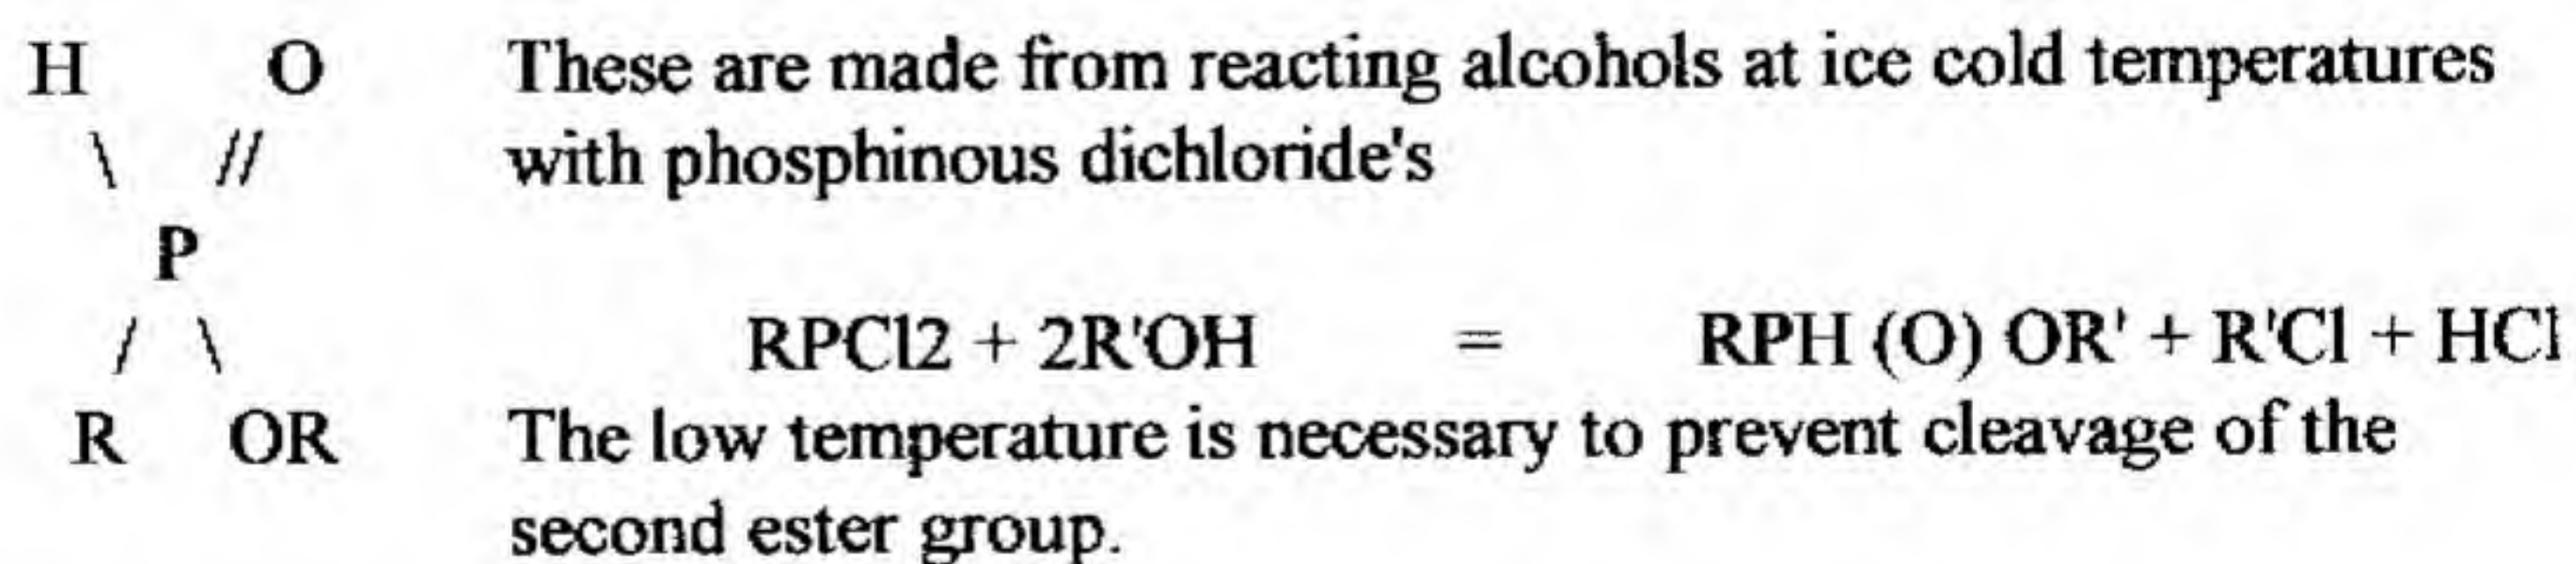 H O These are made from reacting alcohols at ice cold temperatures
\ // with phosphinous dichloride's
P
/ \ RPCl2 + 2R'OH = RPH (O) OR' + R'Cl + HCl
R OR The low temperature is necessary to prevent cleavage of the
second ester group.